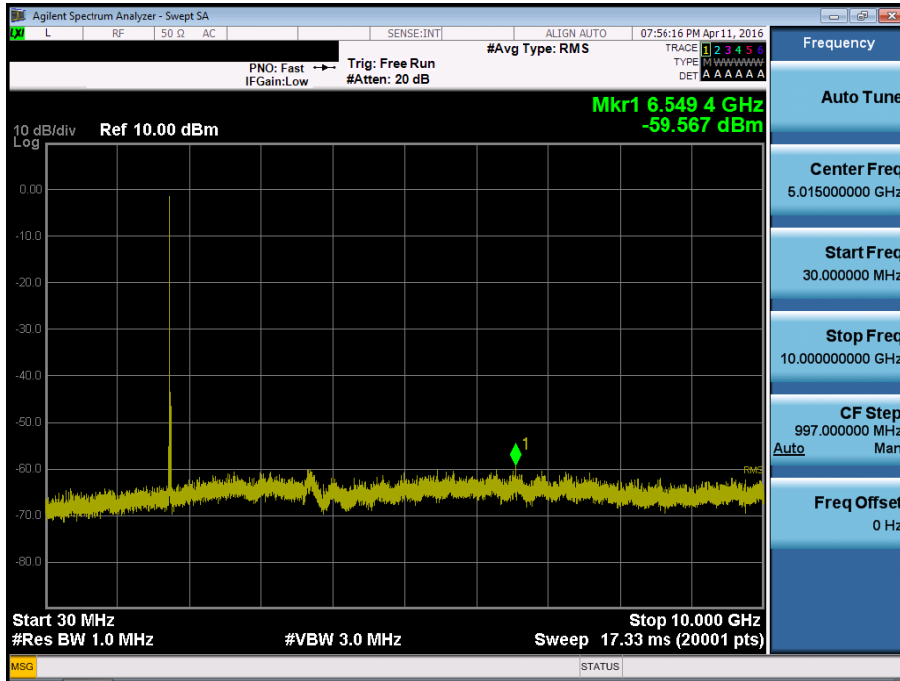 Agilent Spectrum Analyzer - Swept SA
LXI L RF 50 Ω AC SENSE:INT ALIGN AUTO 07:56:16 PM Apr 11, 2016
#Avg Type: RMS TRACE 1 2 3 4 5 6
PNO: Fast Trig: Free Run TYPE M WWWWW
IFGain:Low #Atten: 20 dB DET A A A A A A
Mkr1 6.549 4 GHz
-59.567 dBm
10 dB/div Ref 10.00 dBm
Log
0.00
-10.0
-20.0
-30.0
-40.0
-50.0
1
-60.0
RMS
-70.0
-80.0
Start 30 MHz Stop 10.000 GHz
#Res BW 1.0 MHz #VBW 3.0 MHz Sweep 17.33 ms (20001 pts)
MSG STATUS
Frequency
Auto Tune
Center Freq
5.015000000 GHz
Start Freq
30.000000 MHz
Stop Freq
10.000000000 GHz
CF Step
997.000000 MHz
Auto Man
Freq Offset
0 Hz